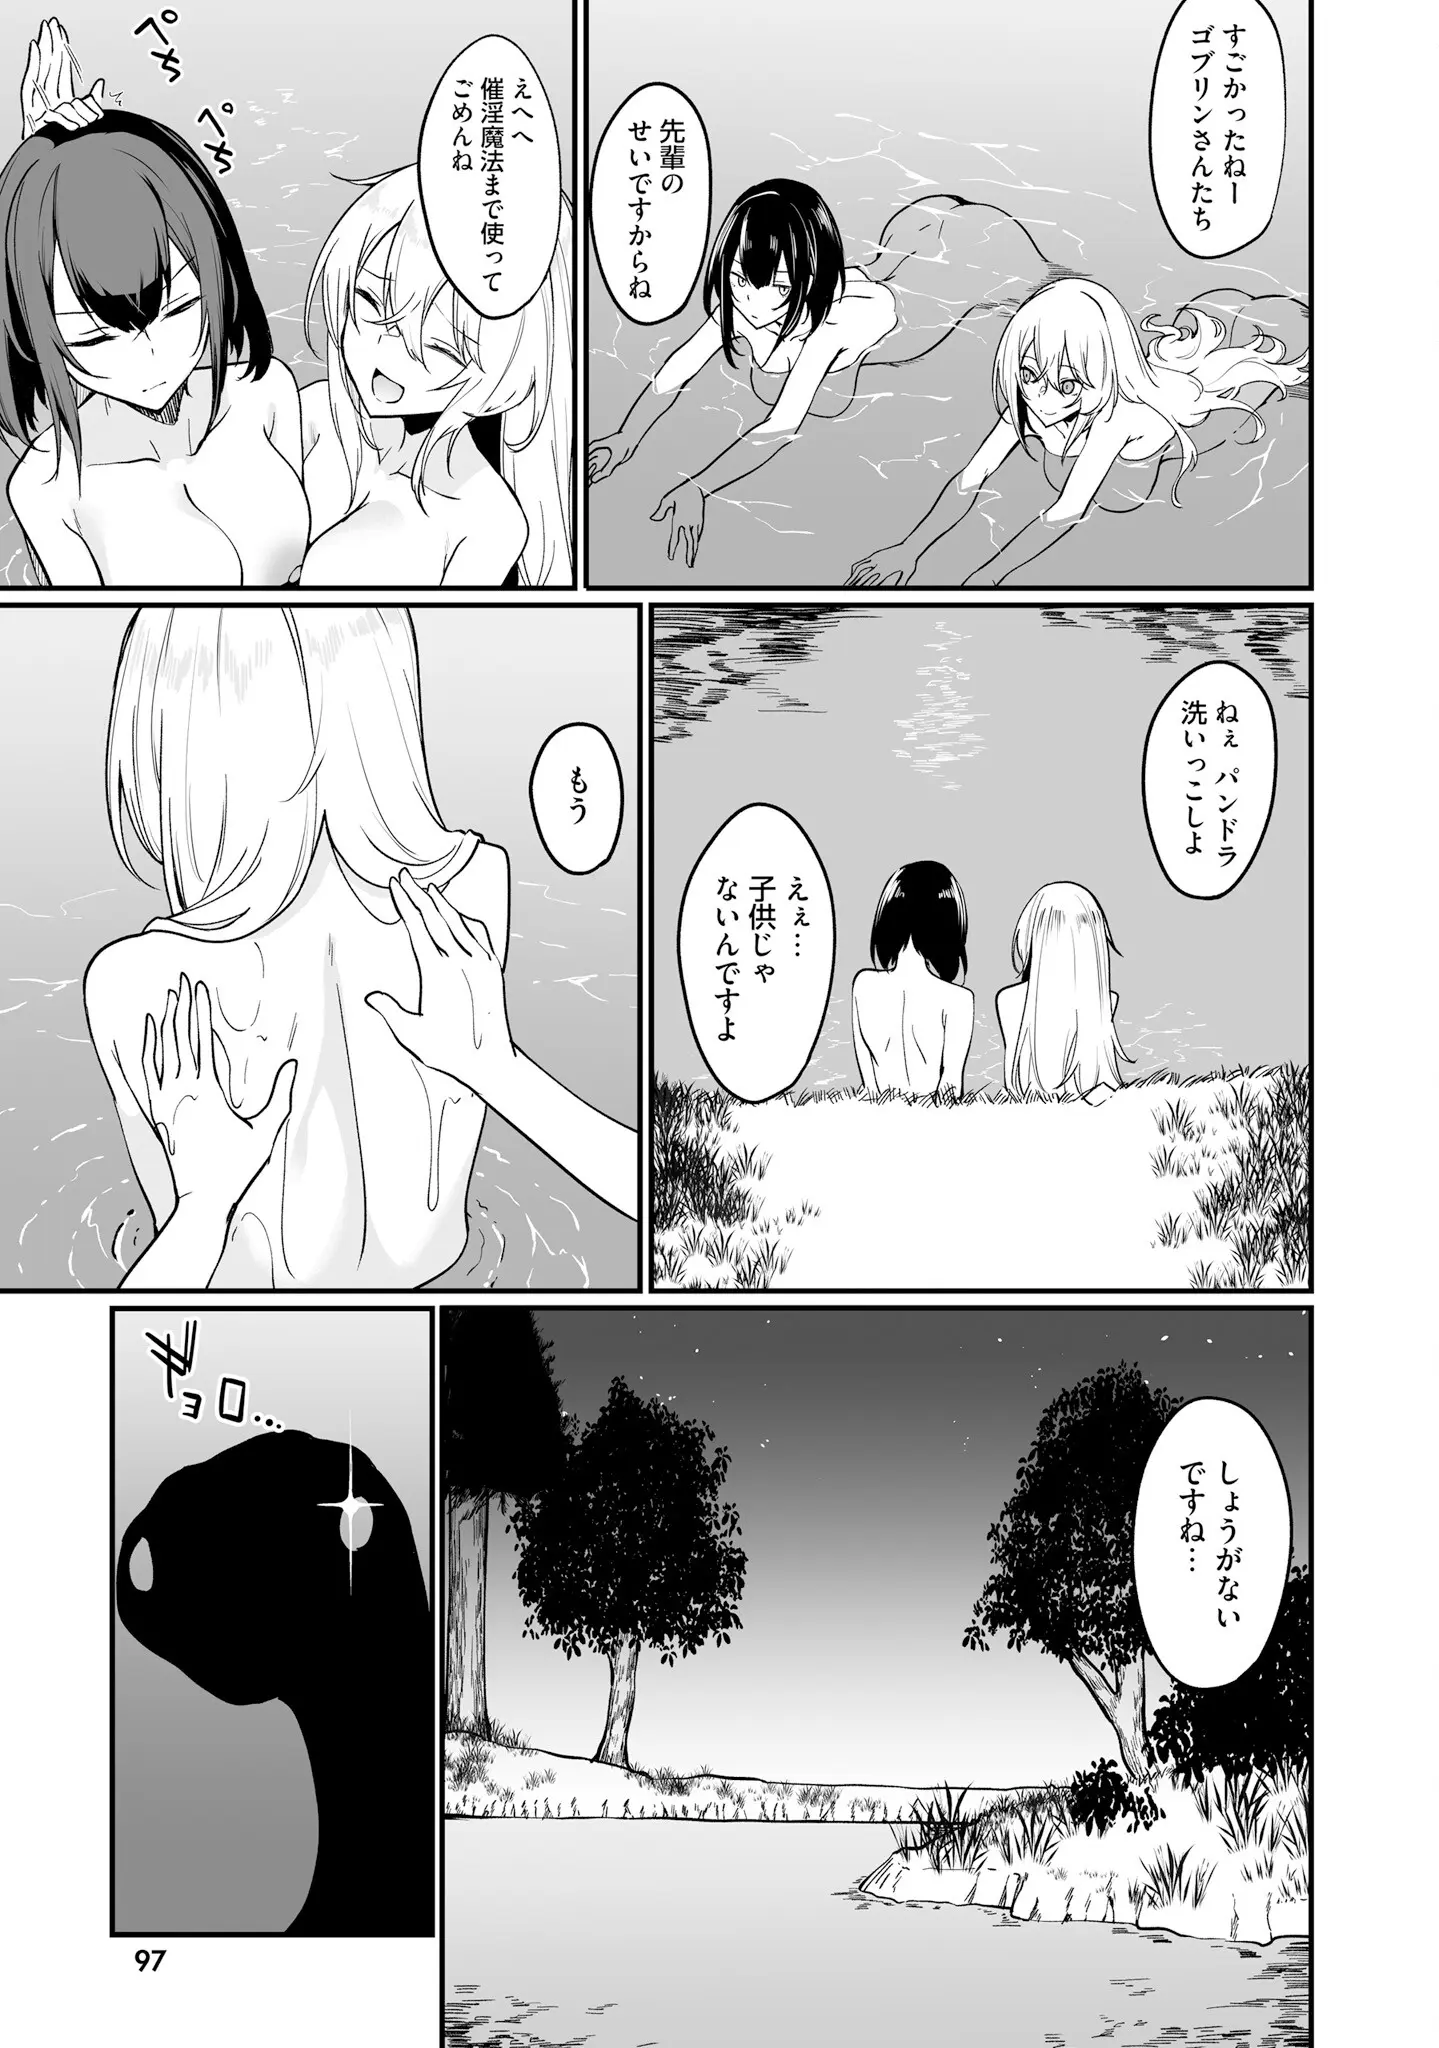 すごかったねー
ゴブリンさんたち
先輩の
せいですからね
えへへ
催淫魔法まで使って
ごめんね
ぺち
ぺち
ねぇ パンドラ
洗いっこしよ
えぇ…
子供じゃ
ないんですよ
もう
しょうがない
ですね…
ギョロ…
97